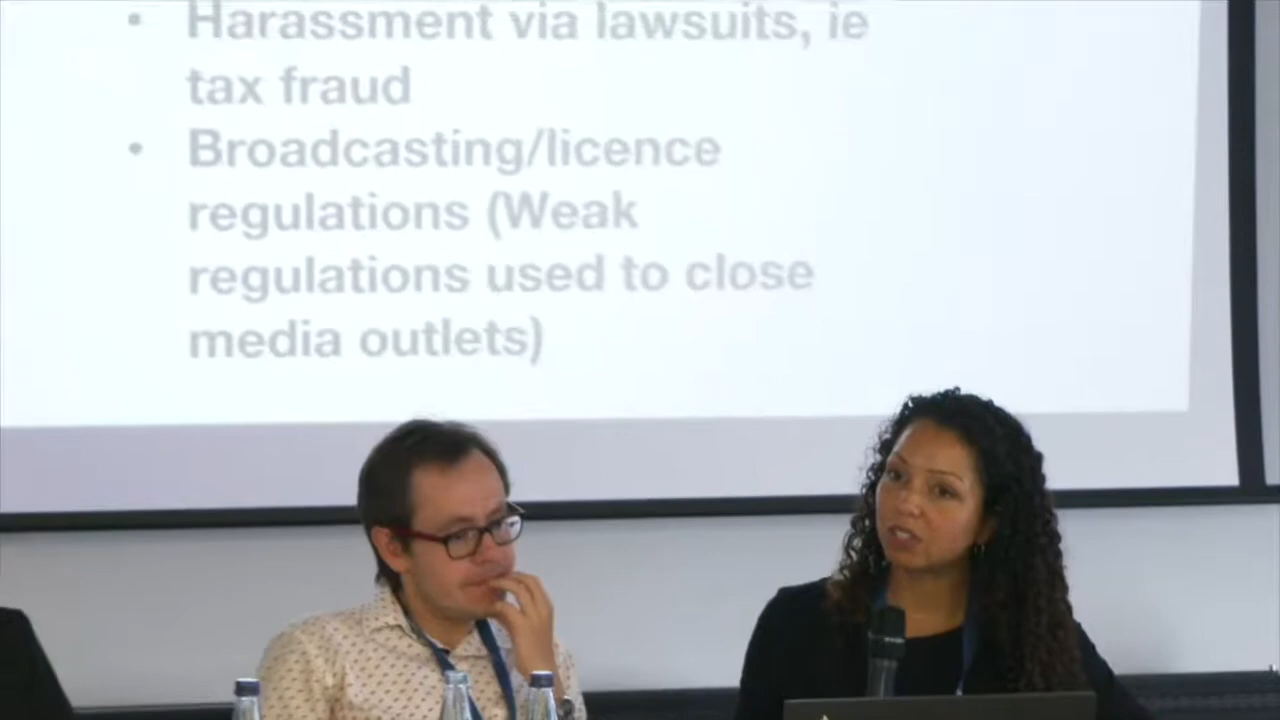 • Harassment via lawsuits, ie
tax fraud
• Broadcasting/licence
regulations (Weak
regulations used to close
media outlets)